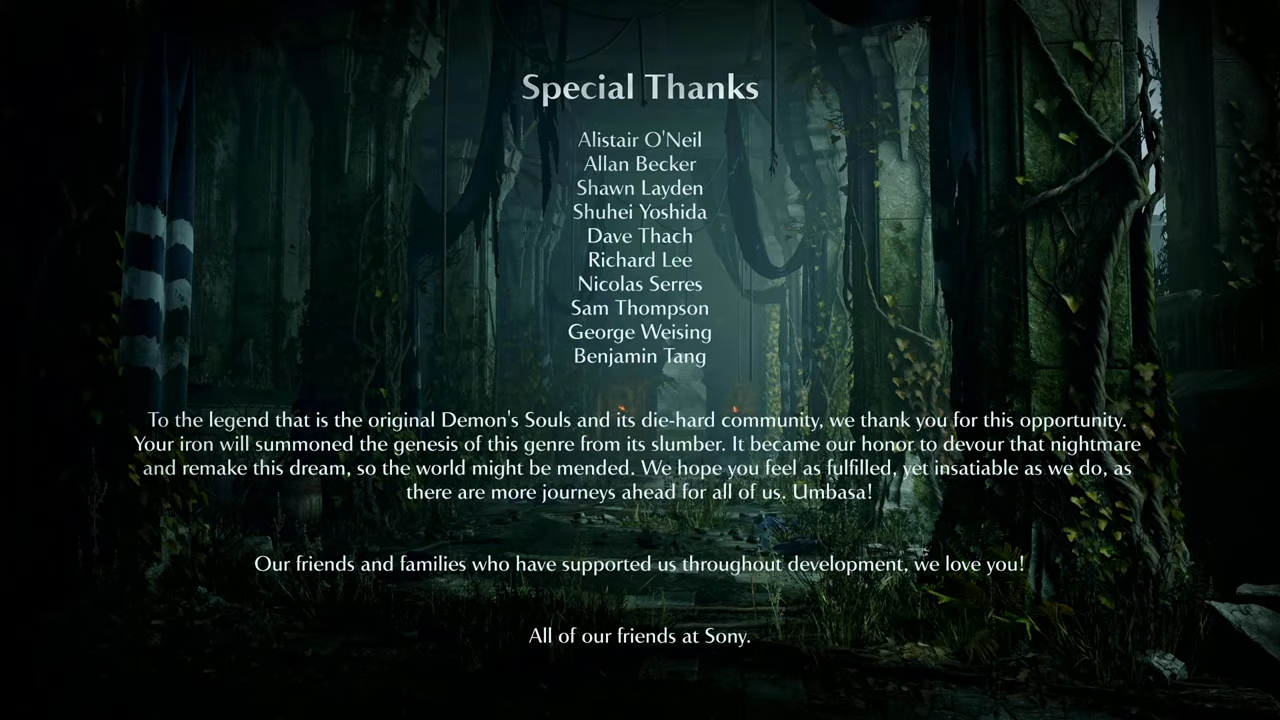 Special Thanks
Alistair O'Neil
Allan Becker
Shawn Layden
Shuhei Yoshida
Dave Thach
Richard Lee
Nicolas Serres
Sam Thompson
George Weising
Benjamin Tang
To the legend that is the original Demon's Souls and its die-hard community, we thank you for this opportunity.
Your iron will summoned the genesis of this genre from its slumber. It became our honor to devour that nightmare
and remake this dream, so the world might be mended. We hope you feel as fulfilled, yet insatiable as we do, as
there are more journeys ahead for all of us. Umbasa!
Our friends and families who have supported us throughout development, we love you!
All of our friends at Sony.